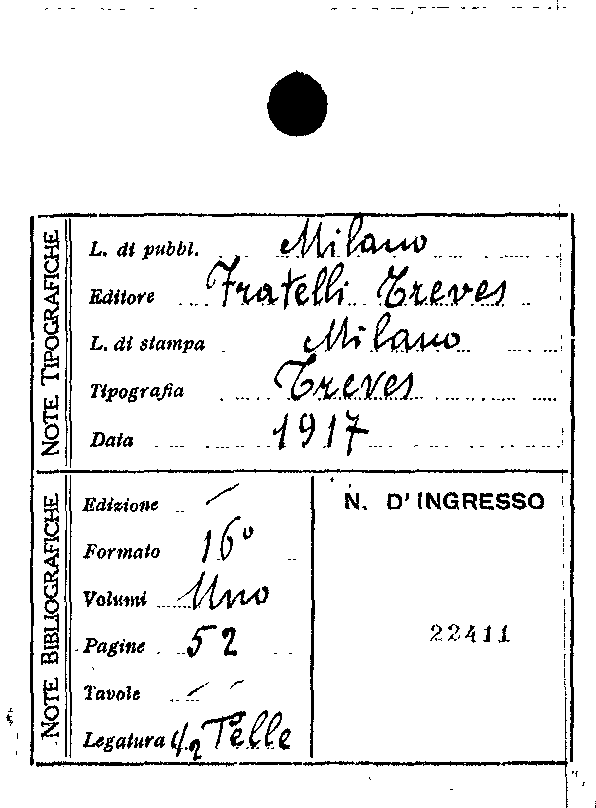 NOTE TIPOGRAFICHE
L. di pubbl. Milano
Editore Fratelli Treves
L. di stampa Milano
Tipografia Treves
Data 1917
NOTE BIBLIOGRAFICHE
Edizione /
Formato 16°
Volumi Uno
Pagine 52
Tavole / /
Legatura 1/2 Pelle
N. D'INGRESSO
22411